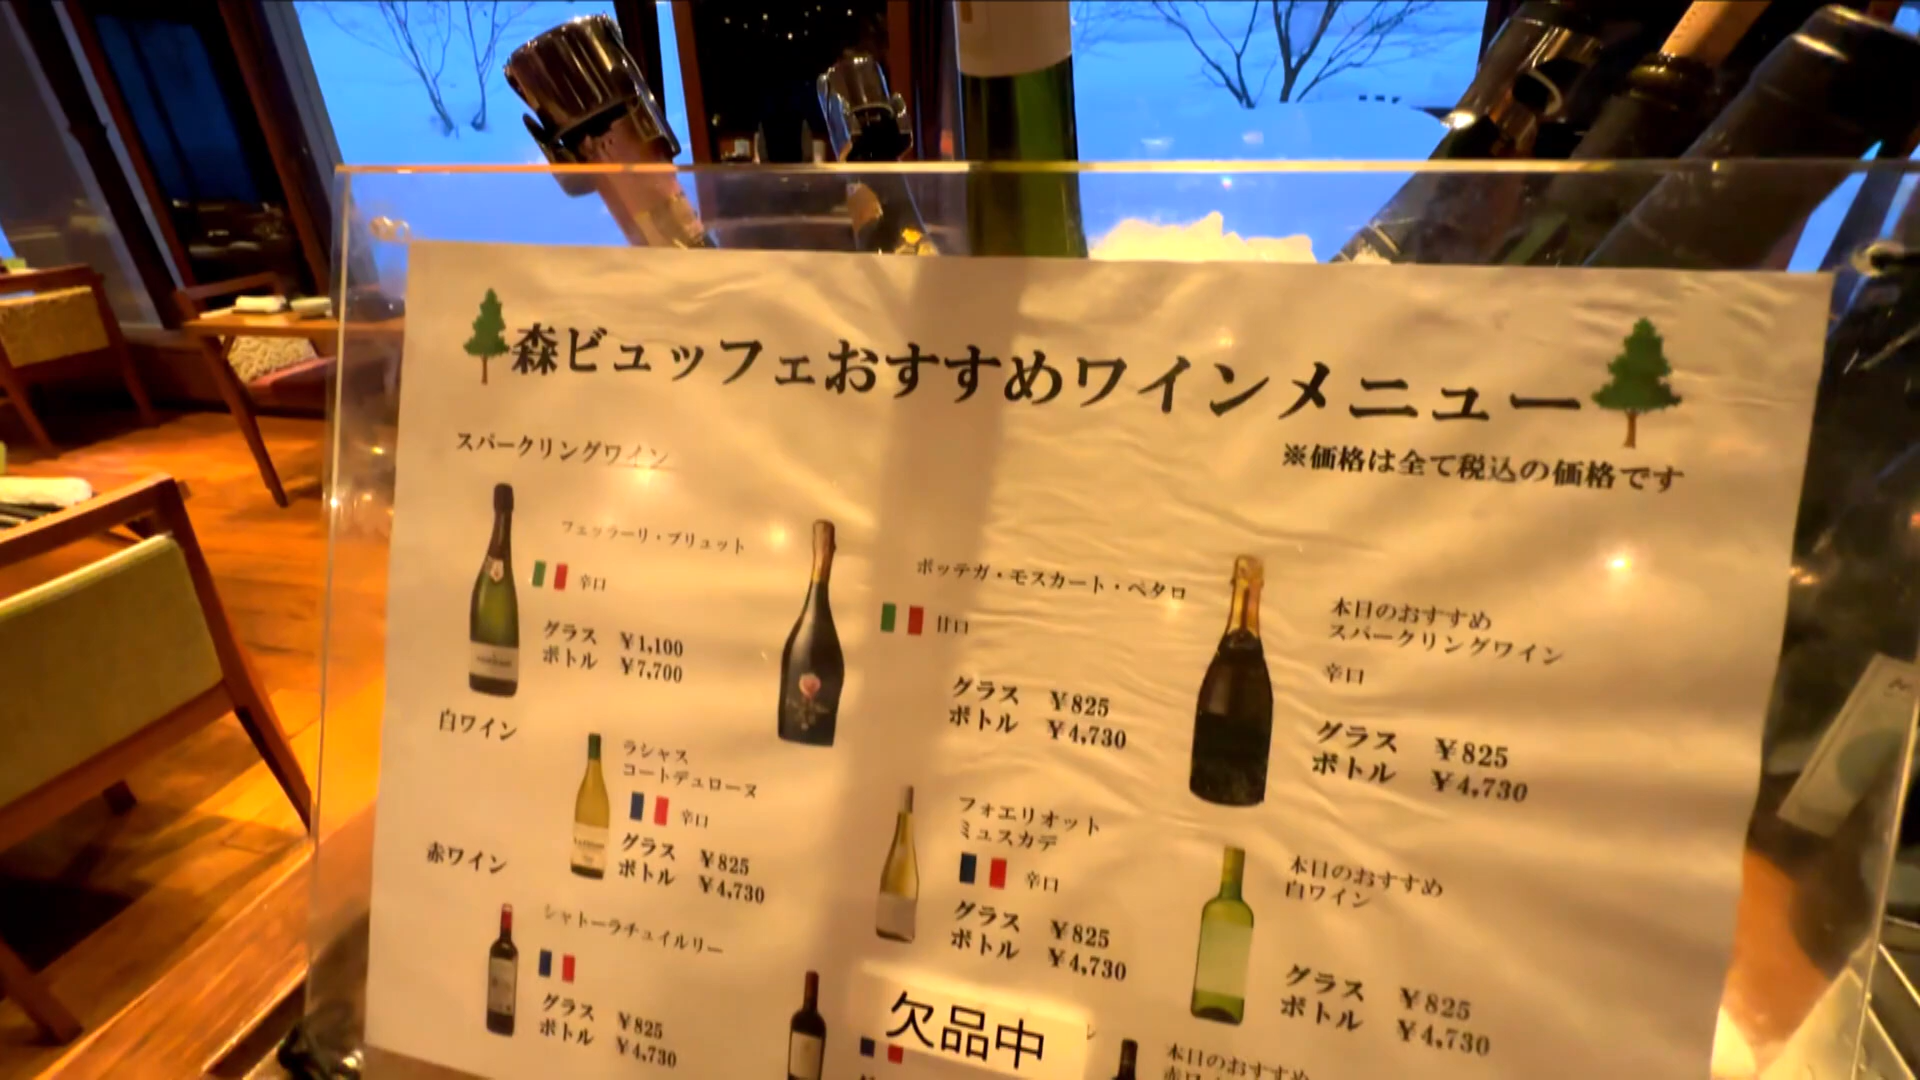 森ビュッフェおすすめワインメニュー
※価格は全て税込の価格です
スパークリングワイン
フェッラーリ・ブリュット
辛口
グラス ¥1,100
ボトル ¥7,700
ボッテガ・モスカート・ペタロ
甘口
グラス ¥825
ボトル ¥4,730
本日のおすすめ
スパークリングワイン
辛口
グラス ¥825
ボトル ¥4,730
白ワイン
ラシャス
コートデュローヌ
辛口
グラス ¥825
ボトル ¥4,730
フォエリオット
ミュスカデ
辛口
グラス ¥825
ボトル ¥4,730
本日のおすすめ
白ワイン
グラス ¥825
ボトル ¥4,730
赤ワイン
シャトーラチュイルリー
グラス ¥825
ボトル ¥4,730
欠品中
本日のおすすめ